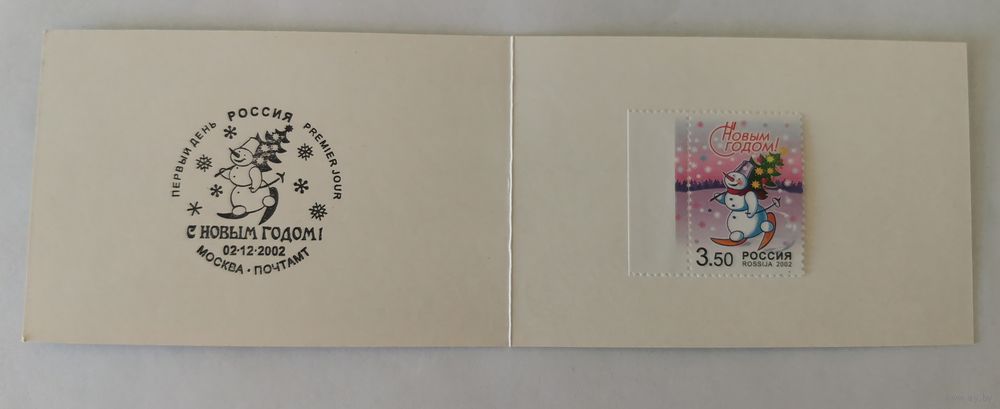 РОССИЯ
ПЕРВЫЙ ДЕНЬ
PREMIER JOUR
С НОВЫМ ГОДОМ!
02·12·2002
МОСКВА · ПОЧТАМТ
С Новым
годом!
3.50 РОССИЯ
ROSSIJA 2002